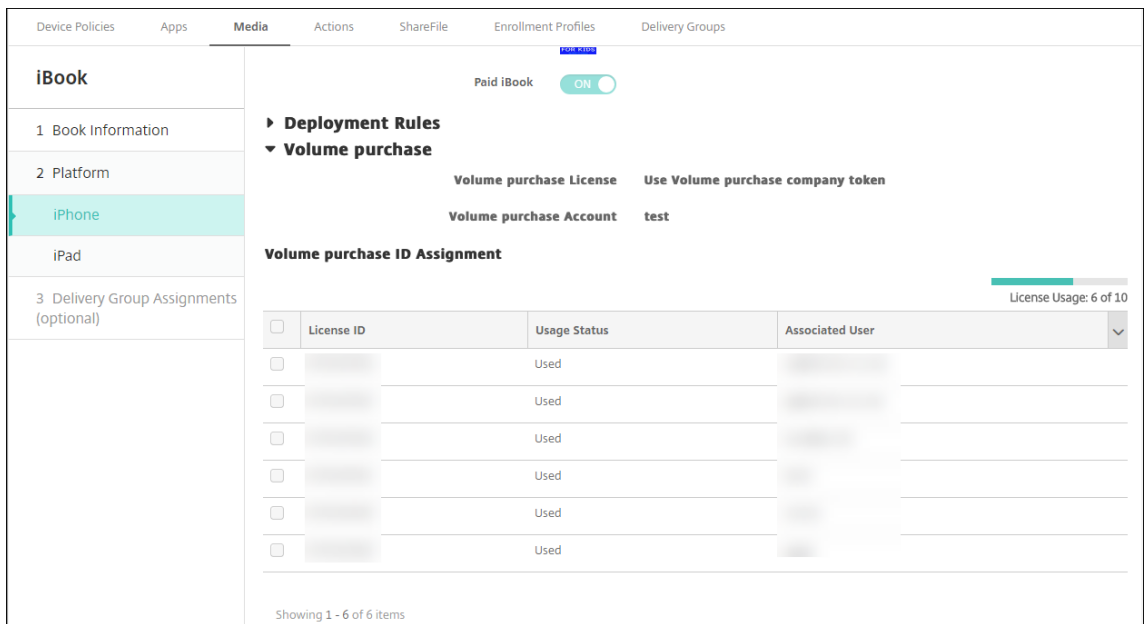 Device Policies Apps Media Actions ShareFile Enrollment Profiles Delivery Groups
FOR KIDS
iBook
Paid iBook ON
1 Book Information
2 Platform
iPhone
iPad
3 Delivery Group Assignments
(optional)
Deployment Rules
Volume purchase
Volume purchase License Use Volume purchase company token
Volume purchase Account test
Volume purchase ID Assignment
License Usage: 6 of 10
License ID Usage Status Associated User
Used
Used
Used
Used
Used
Used
Showing 1 - 6 of 6 items